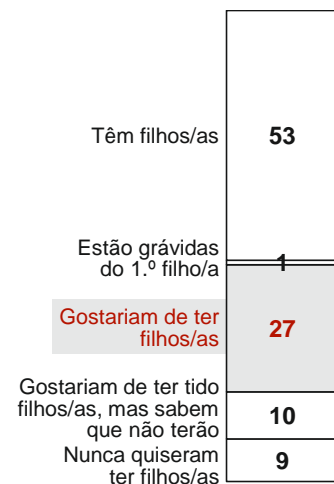 Têm filhos/as
53
Estão grávidas
do 1.º filho/a
1
Gostariam de ter
filhos/as
27
Gostariam de ter tido
filhos/as, mas sabem
que não terão
10
Nunca quiseram
ter filhos/as
9